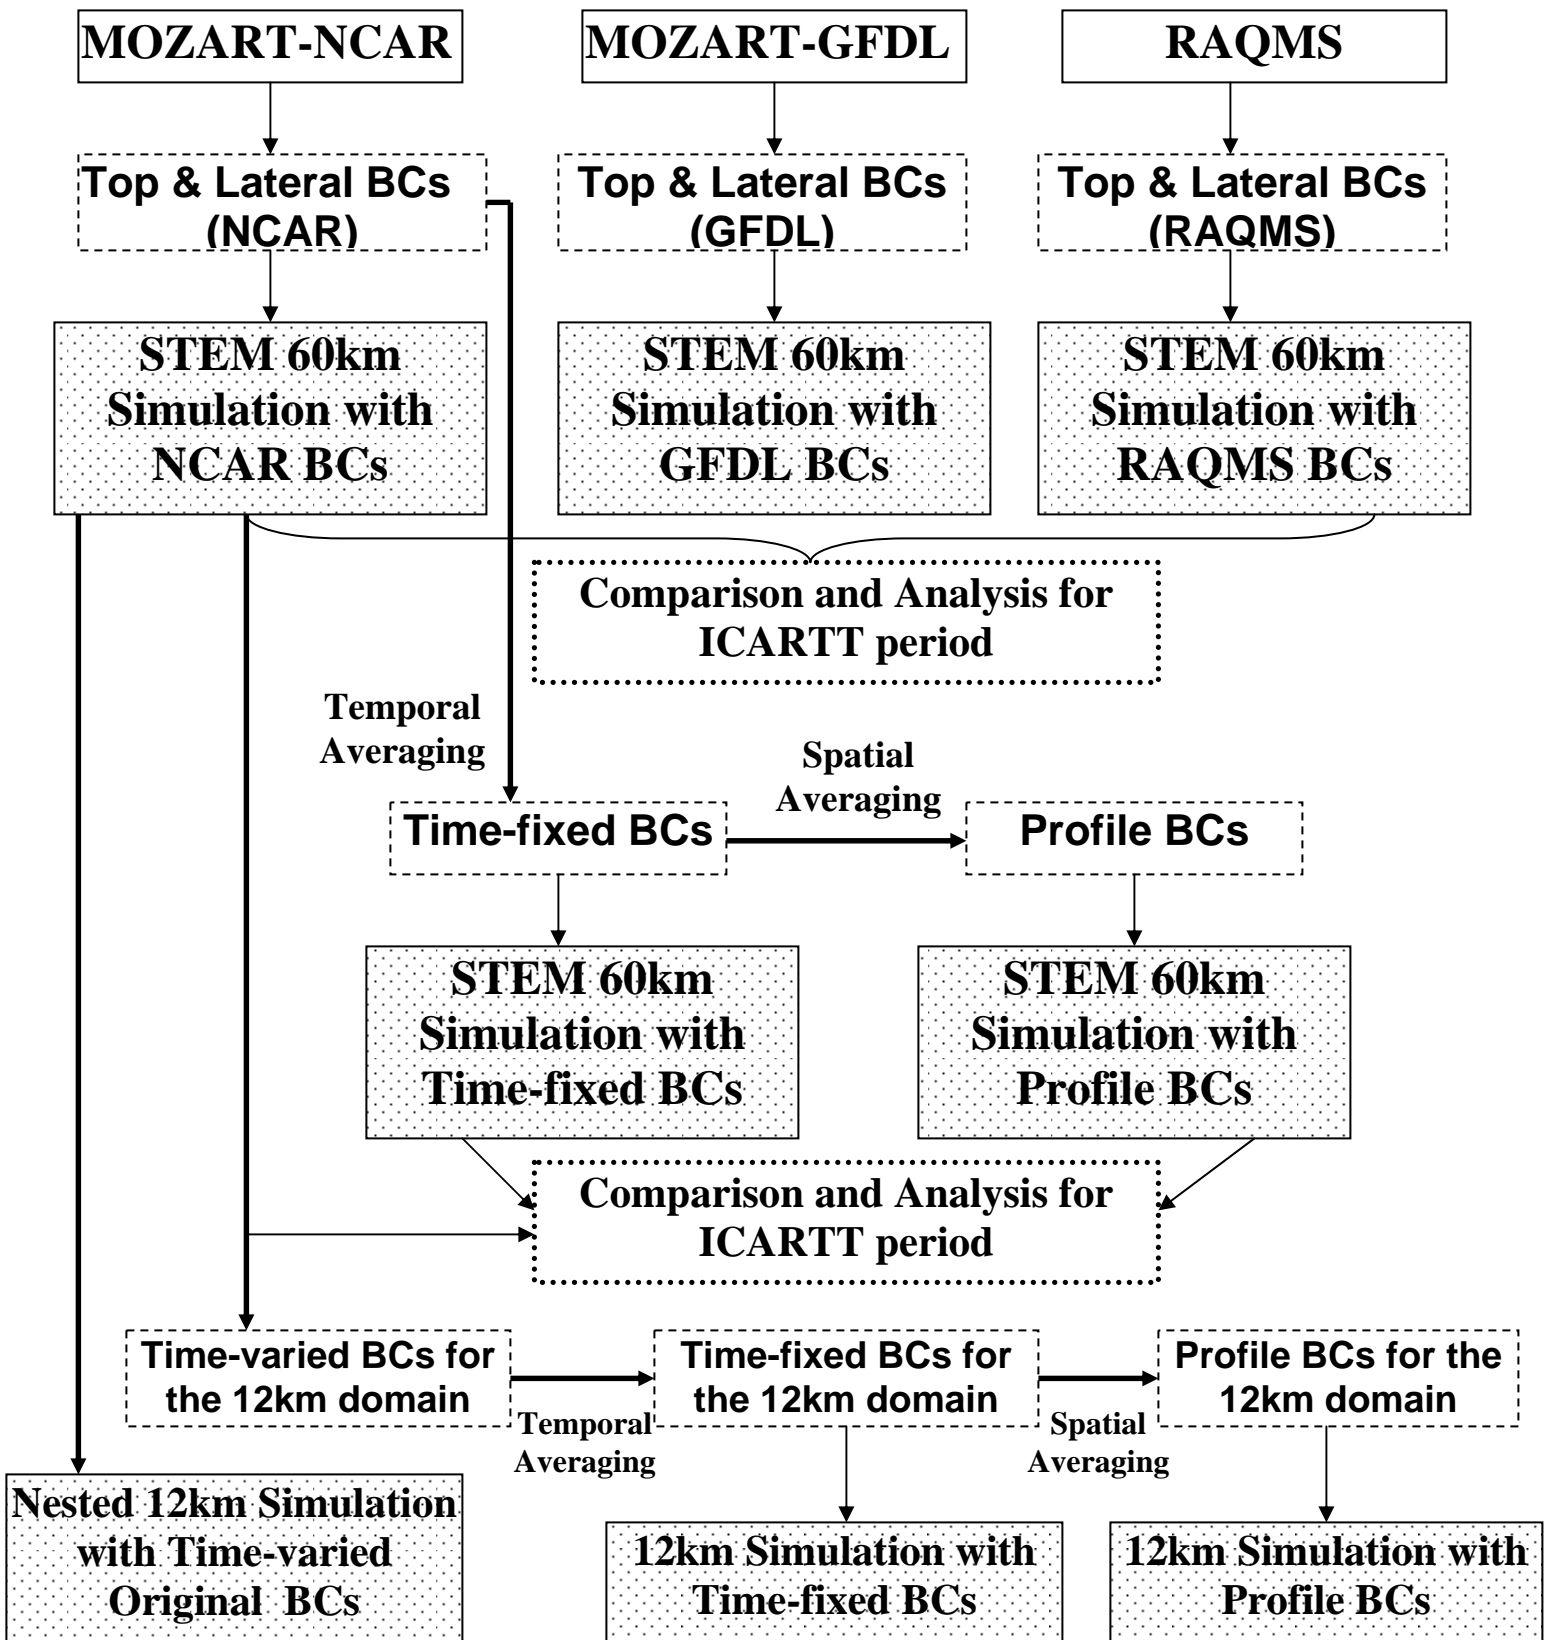 MOZART-NCAR
MOZART-GFDL
RAQMS
Top & Lateral BCs
(NCAR)
Top & Lateral BCs
(GFDL)
Top & Lateral BCs
(RAQMS)
STEM 60km
Simulation with
NCAR BCs
STEM 60km
Simulation with
GFDL BCs
STEM 60km
Simulation with
RAQMS BCs
Comparison and Analysis for
ICARTT period
Temporal
Averaging
Spatial
Averaging
Time-fixed BCs
Profile BCs
STEM 60km
Simulation with
Time-fixed BCs
STEM 60km
Simulation with
Profile BCs
Comparison and Analysis for
ICARTT period
Time-varied BCs for
the 12km domain
Temporal
Averaging
Time-fixed BCs for
the 12km domain
Spatial
Averaging
Profile BCs for the
12km domain
Nested 12km Simulation
with Time-varied
Original BCs
12km Simulation with
Time-fixed BCs
12km Simulation with
Profile BCs